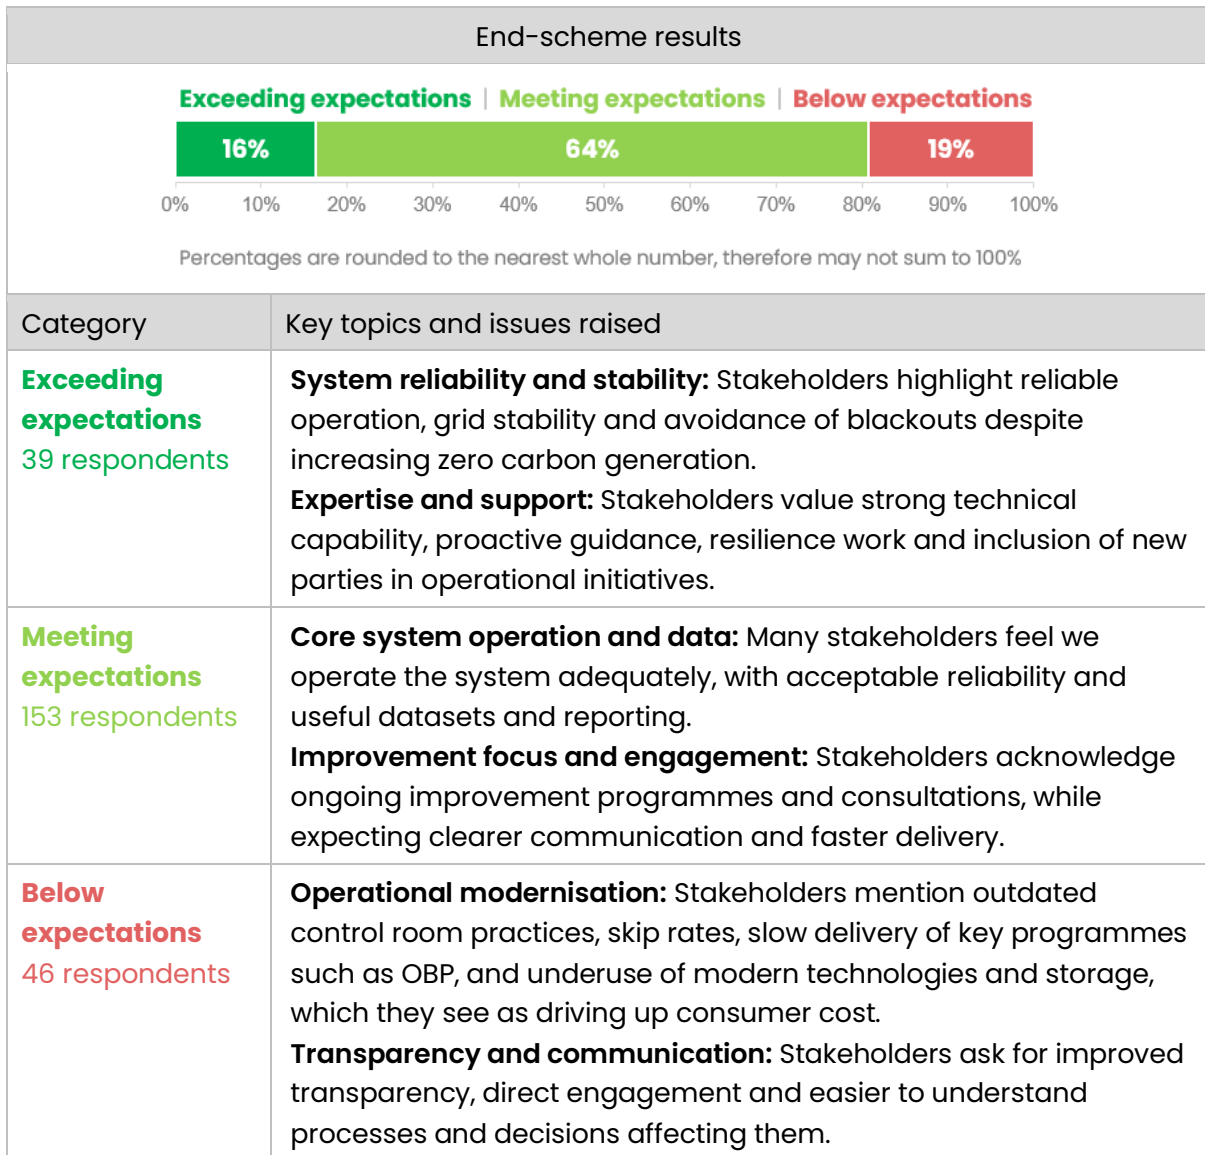 End-scheme results
Exceeding expectations | Meeting expectations | Below expectations
16% 64% 19%
0% 10% 20% 30% 40% 50% 60% 70% 80% 90% 100%
Percentages are rounded to the nearest whole number, therefore may not sum to 100%
Category Key topics and issues raised
Exceeding
expectations
39 respondents
System reliability and stability: Stakeholders highlight reliable
operation, grid stability and avoidance of blackouts despite
increasing zero carbon generation.
Expertise and support: Stakeholders value strong technical
capability, proactive guidance, resilience work and inclusion of new
parties in operational initiatives.
Meeting
expectations
153 respondents
Core system operation and data: Many stakeholders feel we
operate the system adequately, with acceptable reliability and
useful datasets and reporting.
Improvement focus and engagement: Stakeholders acknowledge
ongoing improvement programmes and consultations, while
expecting clearer communication and faster delivery.
Below
expectations
46 respondents
Operational modernisation: Stakeholders mention outdated
control room practices, skip rates, slow delivery of key programmes
such as OBP, and underuse of modern technologies and storage,
which they see as driving up consumer cost.
Transparency and communication: Stakeholders ask for improved
transparency, direct engagement and easier to understand
processes and decisions affecting them.